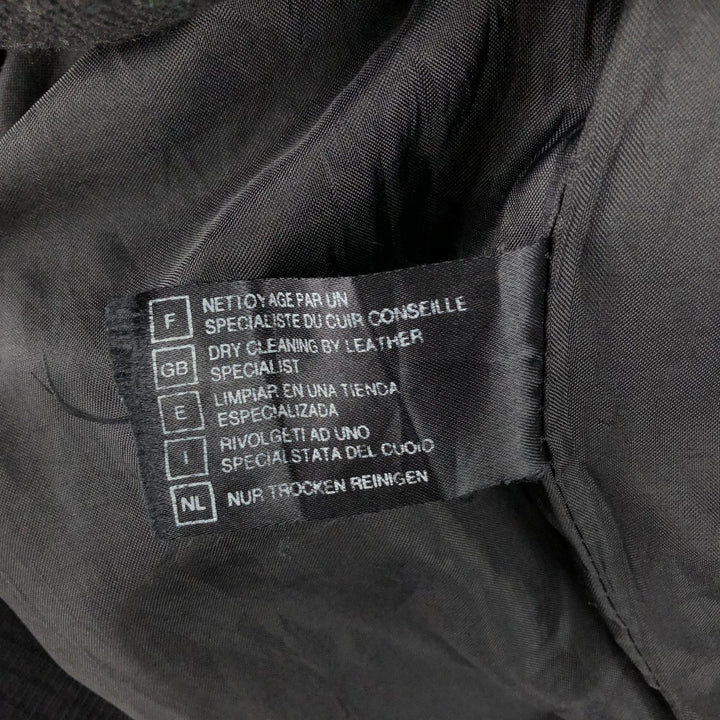 F NETTOYAGE PAR UN
SPECIALISTE DU CUIR CONSEILLE
GB DRY CLEANING BY LEATHER
SPECIALIST
E LIMPIAR EN UNA TIENDA
ESPECIALIZADA
I RIVOLGETI AD UNO
SPECIALSTATA DEL CUOIO
NL NUR TROCKEN REINIGEN